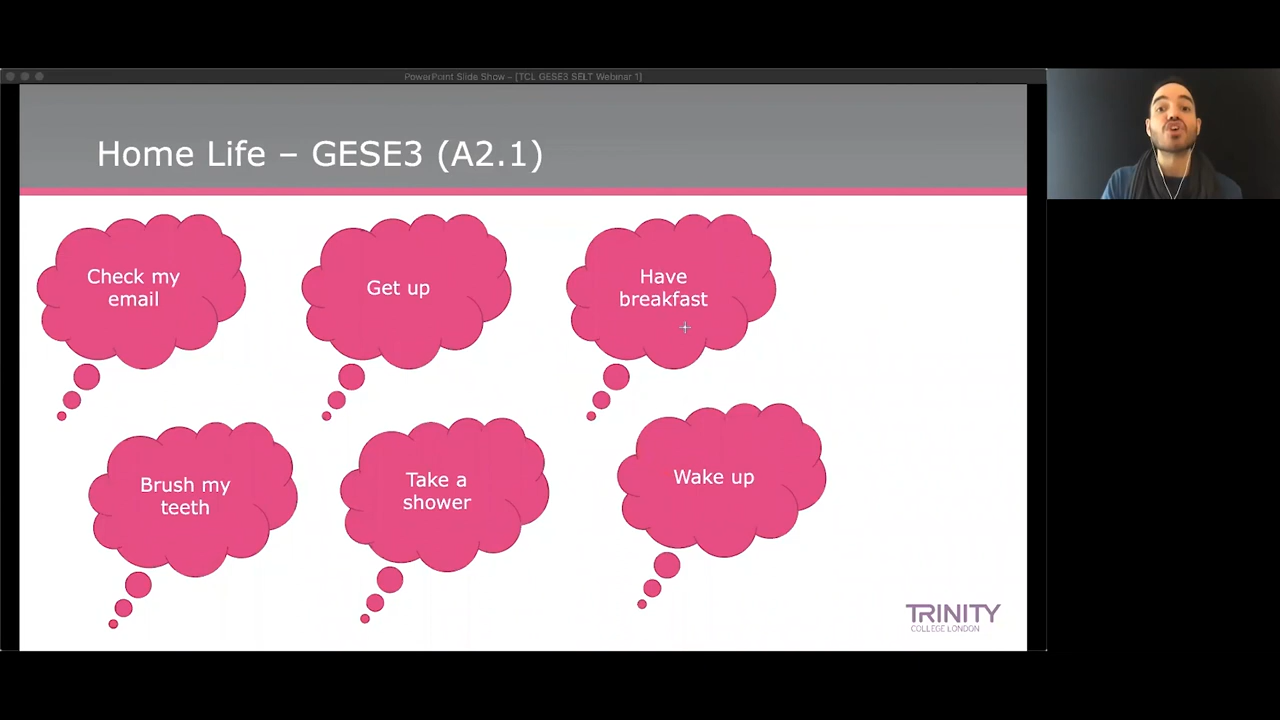 PowerPoint Slide Show – [TCL GESE3 SELT Webinar 1]
Home Life – GESE3 (A2.1)
Check my
email
Get up
Have
breakfast
Brush my
teeth
Take a
shower
Wake up
TRINITY
COLLEGE LONDON